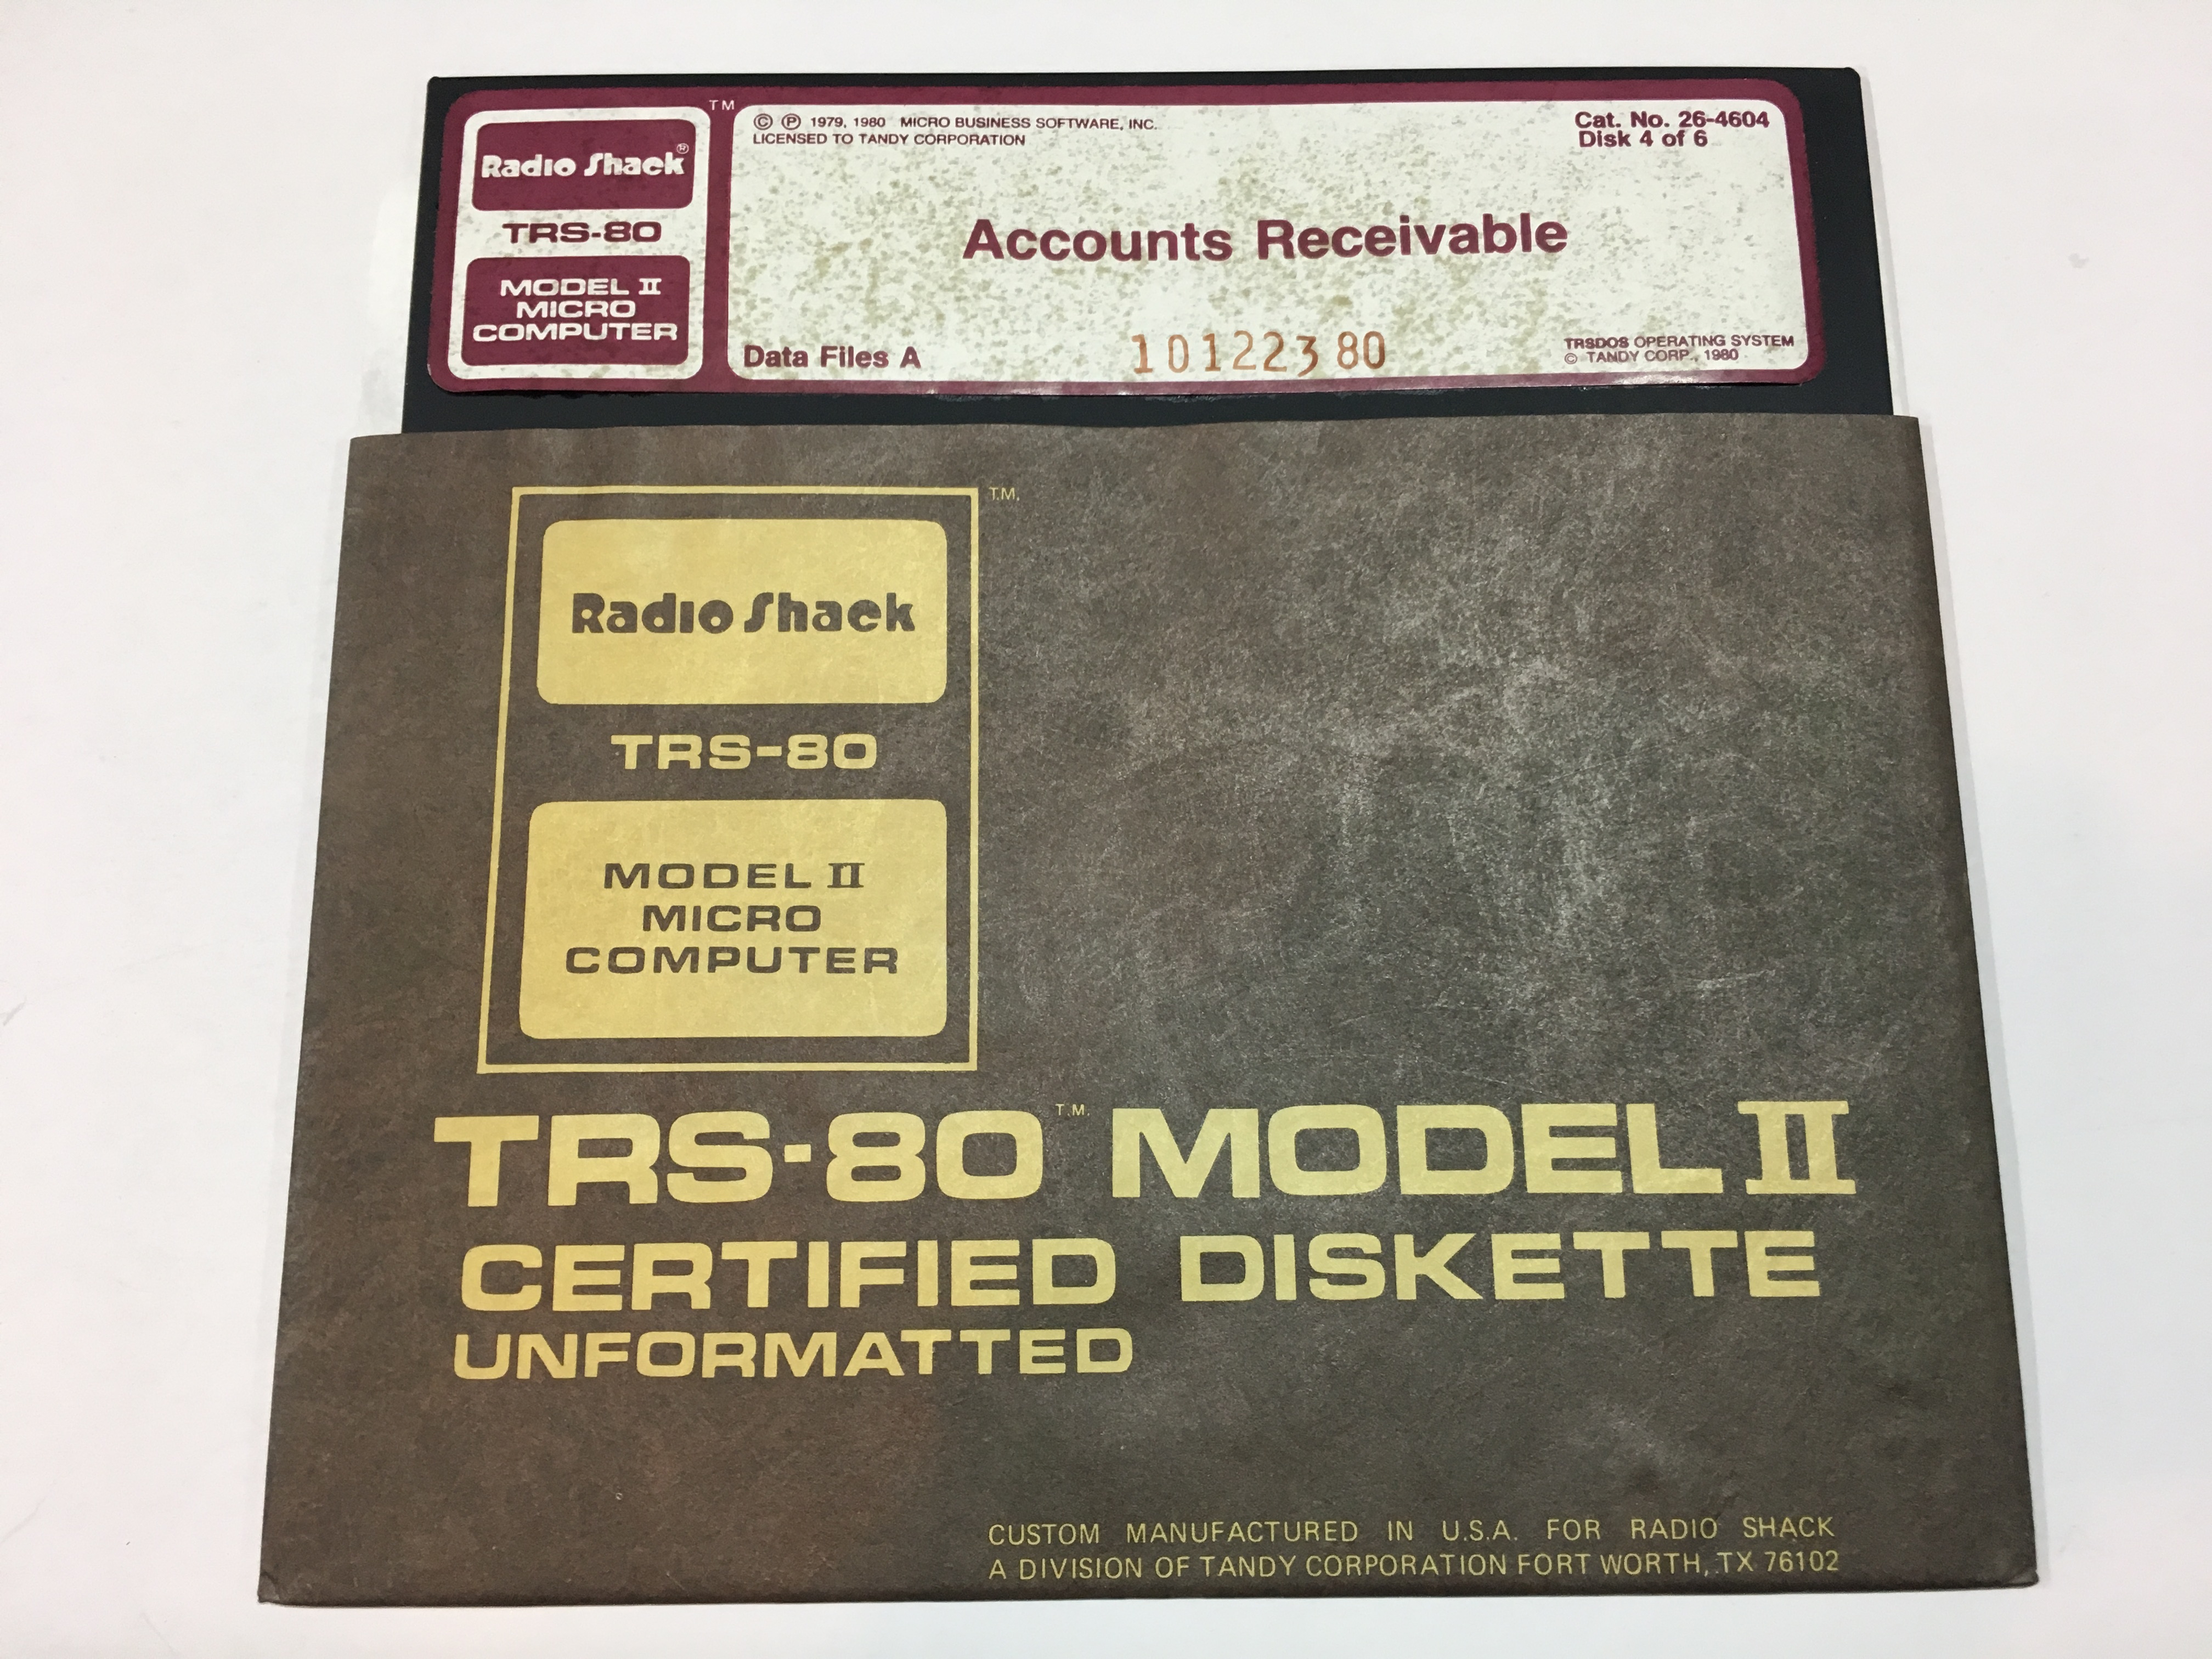 Radio Shack®
TRS-80
MODEL II
MICRO
COMPUTER
TM
© ℗ 1979, 1980 MICRO BUSINESS SOFTWARE, INC.
LICENSED TO TANDY CORPORATION
Cat. No. 26-4604
Disk 4 of 6
Accounts Receivable
Data Files A
10122380
TRSDOS OPERATING SYSTEM
© TANDY CORP., 1980
T.M.
Radio Shack
TRS-80
MODEL II
MICRO
COMPUTER
TRS-80 T.M. MODEL II
CERTIFIED DISKETTE
UNFORMATTED
CUSTOM MANUFACTURED IN U.S.A. FOR RADIO SHACK
A DIVISION OF TANDY CORPORATION FORT WORTH, TX 76102